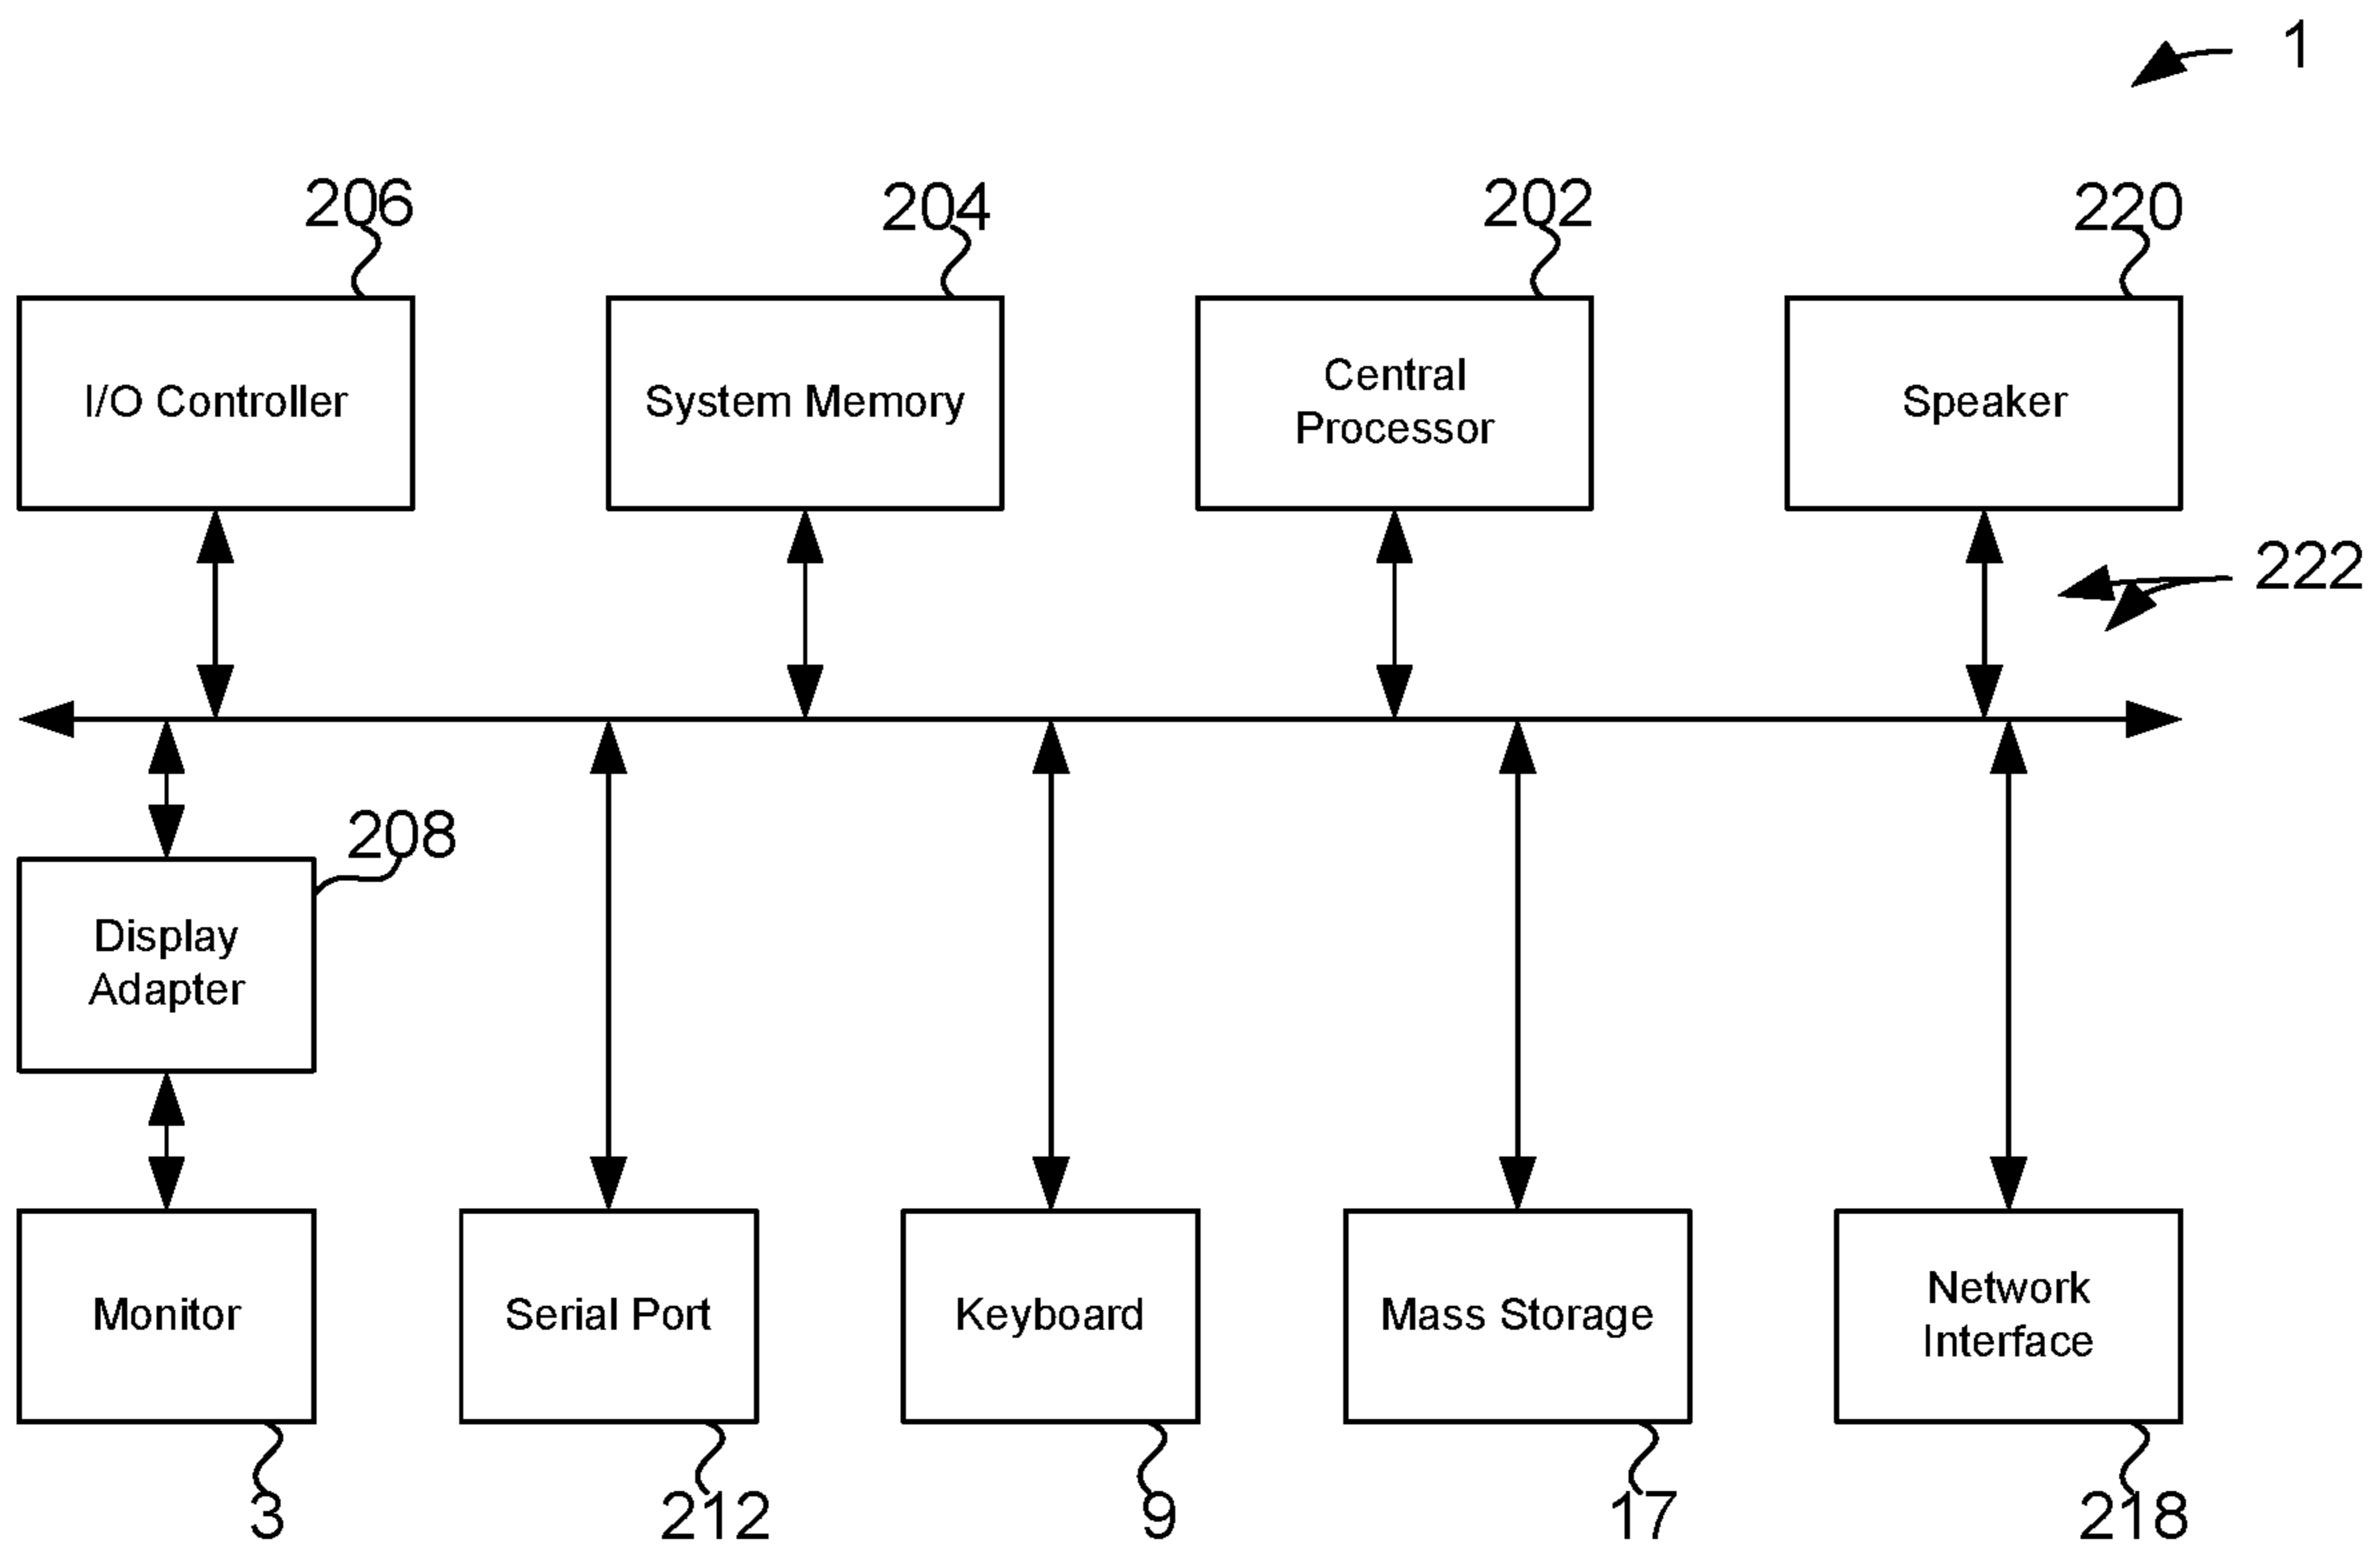 1
206
204
202
220
I/O Controller
System Memory
Central
Processor
Speaker
222
208
Display
Adapter
Monitor
Serial Port
Keyboard
Mass Storage
Network
Interface
3
212
9
17
218